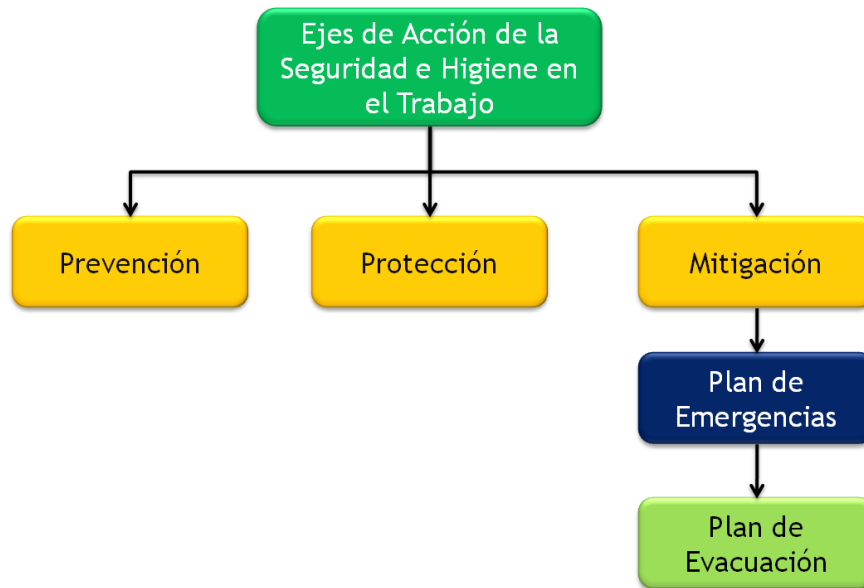 Ejes de Acción de la
Seguridad e Higiene en
el Trabajo
Prevención
Protección
Mitigación
Plan de
Emergencias
Plan de
Evacuación